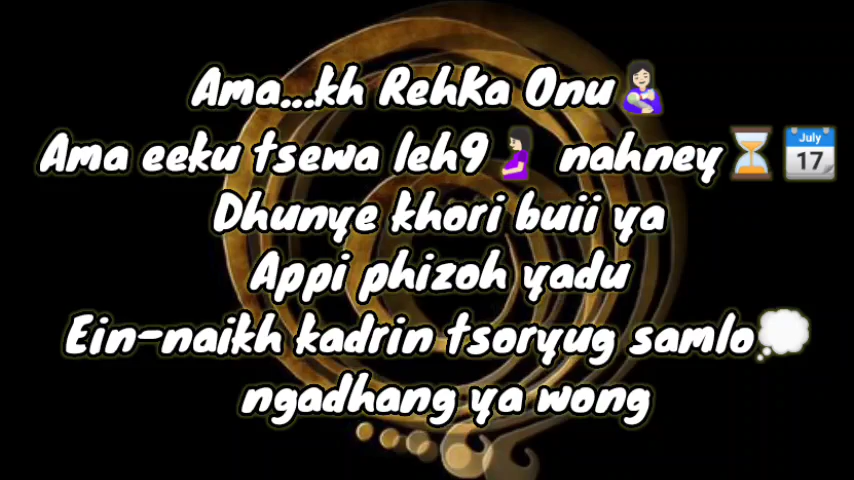 Ama...kh RehKa Onu🤱🏻
Ama eeku tsewa leh9🤰🏻 nahney⏳📅
Dhunye khori buii ya
Appi phizoh yadu
Ein-naikh kadrin tsoryug samlo💭
ngadhang ya wong